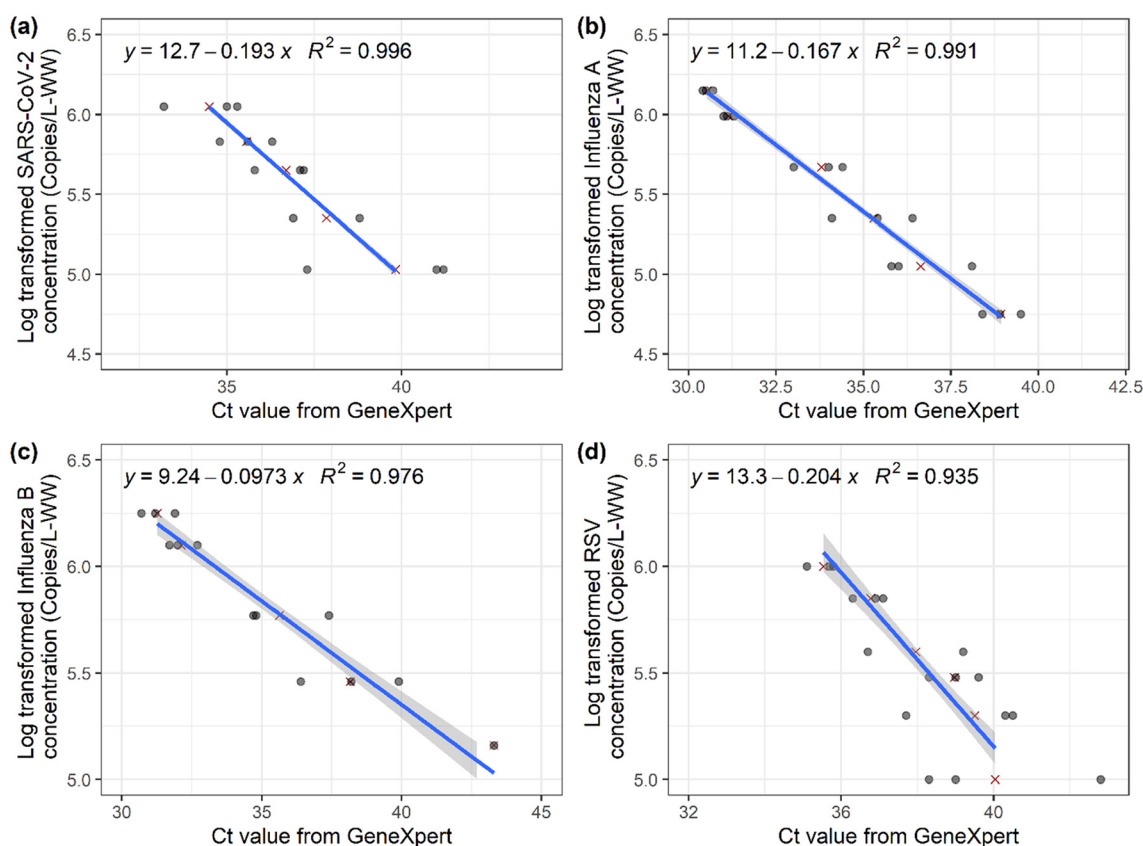 (a)
y = 12.7 – 0.193 x R² = 0.996
Log transformed SARS-CoV-2
concentration (Copies/L-WW)
6.5
6.0
5.5
5.0
4.5
35
40
Ct value from GeneXpert
(b)
y = 11.2 – 0.167 x R² = 0.991
Log transformed Influenza A
concentration (Copies/L-WW)
6.5
6.0
5.5
5.0
4.5
30.0
32.5
35.0
37.5
40.0
42.5
Ct value from GeneXpert
(c)
y = 9.24 – 0.0973 x R² = 0.976
Log transformed Influenza B
concentration (Copies/L-WW)
6.5
6.0
5.5
5.0
30
35
40
45
Ct value from GeneXpert
(d)
y = 13.3 – 0.204 x R² = 0.935
Log transformed RSV
concentration (Copies/L-WW)
6.5
6.0
5.5
5.0
32
36
40
Ct value from GeneXpert